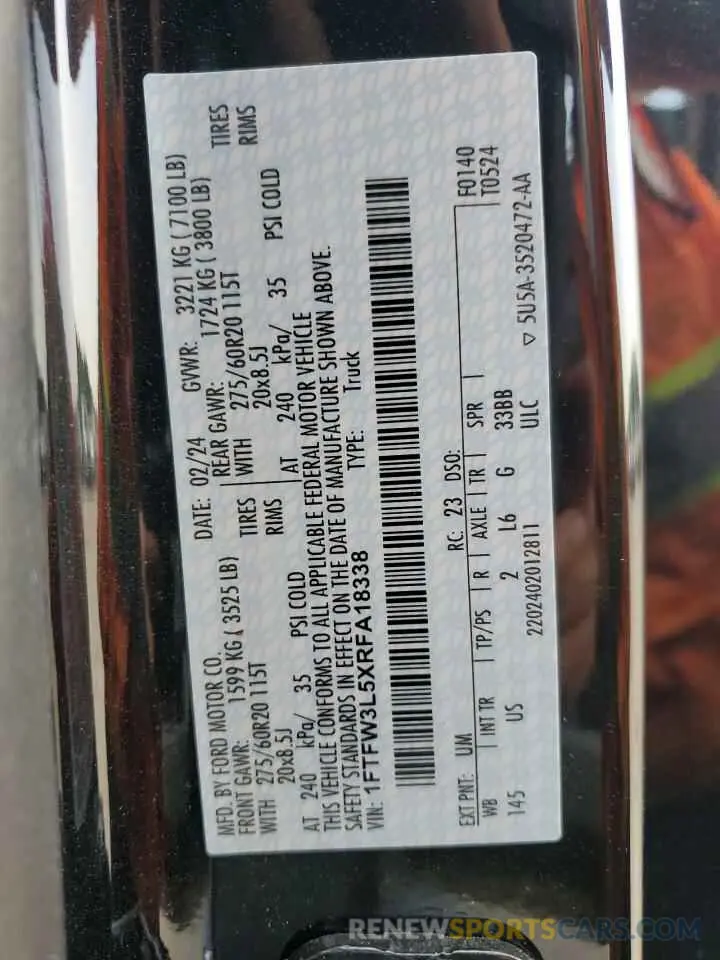 MFD. BY FORD MOTOR CO. DATE: 02/24 GVWR: 3221 KG ( 7100 LB)
FRONT GAWR: 1599 KG ( 3525 LB) REAR GAWR: 1724 KG ( 3800 LB)
WITH 275/60R20 115T TIRES WITH 275/60R20 115T TIRES
20x8.5J RIMS 20x8.5J RIMS
AT 240 kPa/ 35 PSI COLD AT 240 kPa/ 35 PSI COLD
THIS VEHICLE CONFORMS TO ALL APPLICABLE FEDERAL MOTOR VEHICLE
SAFETY STANDARDS IN EFFECT ON THE DATE OF MANUFACTURE SHOWN ABOVE.
VIN: 1FTFW3L5XRFA18338 TYPE: Truck
EXT PNT: UM RC: 23 DSO: F0140
WB INT TR TP/PS R AXLE TR SPR T0524
145 US 2 L6 G 33BB
ULC
2202402012811 ▽ 5U5A-3520472-AA
RENEWSPORTSCARS.COM